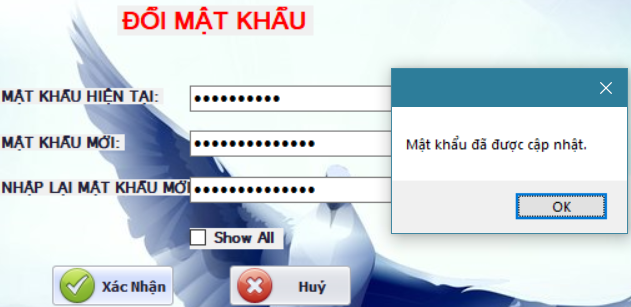 ĐỔI MẬT KHẨU
MẬT KHẨU HIỆN TẠI:
••••••••••
MẬT KHẨU MỚI:
••••••••••••••
NHẬP LẠI MẬT KHẨU MỚI
••••••••••••••
Mật khẩu đã được cập nhật.
OK
Show All
Xác Nhận
Huỷ